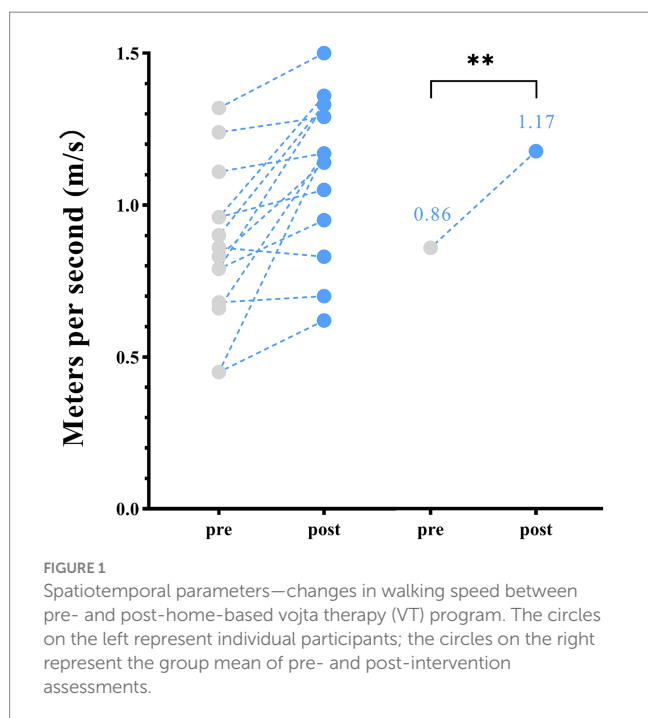 Meters per second (m/s)
1.5
1.0
0.5
0.0
**
1.17
0.86
pre
post
pre
post
FIGURE 1
Spatiotemporal parameters—changes in walking speed between
pre- and post-home-based vojta therapy (VT) program. The circles
on the left represent individual participants; the circles on the right
represent the group mean of pre- and post-intervention
assessments.